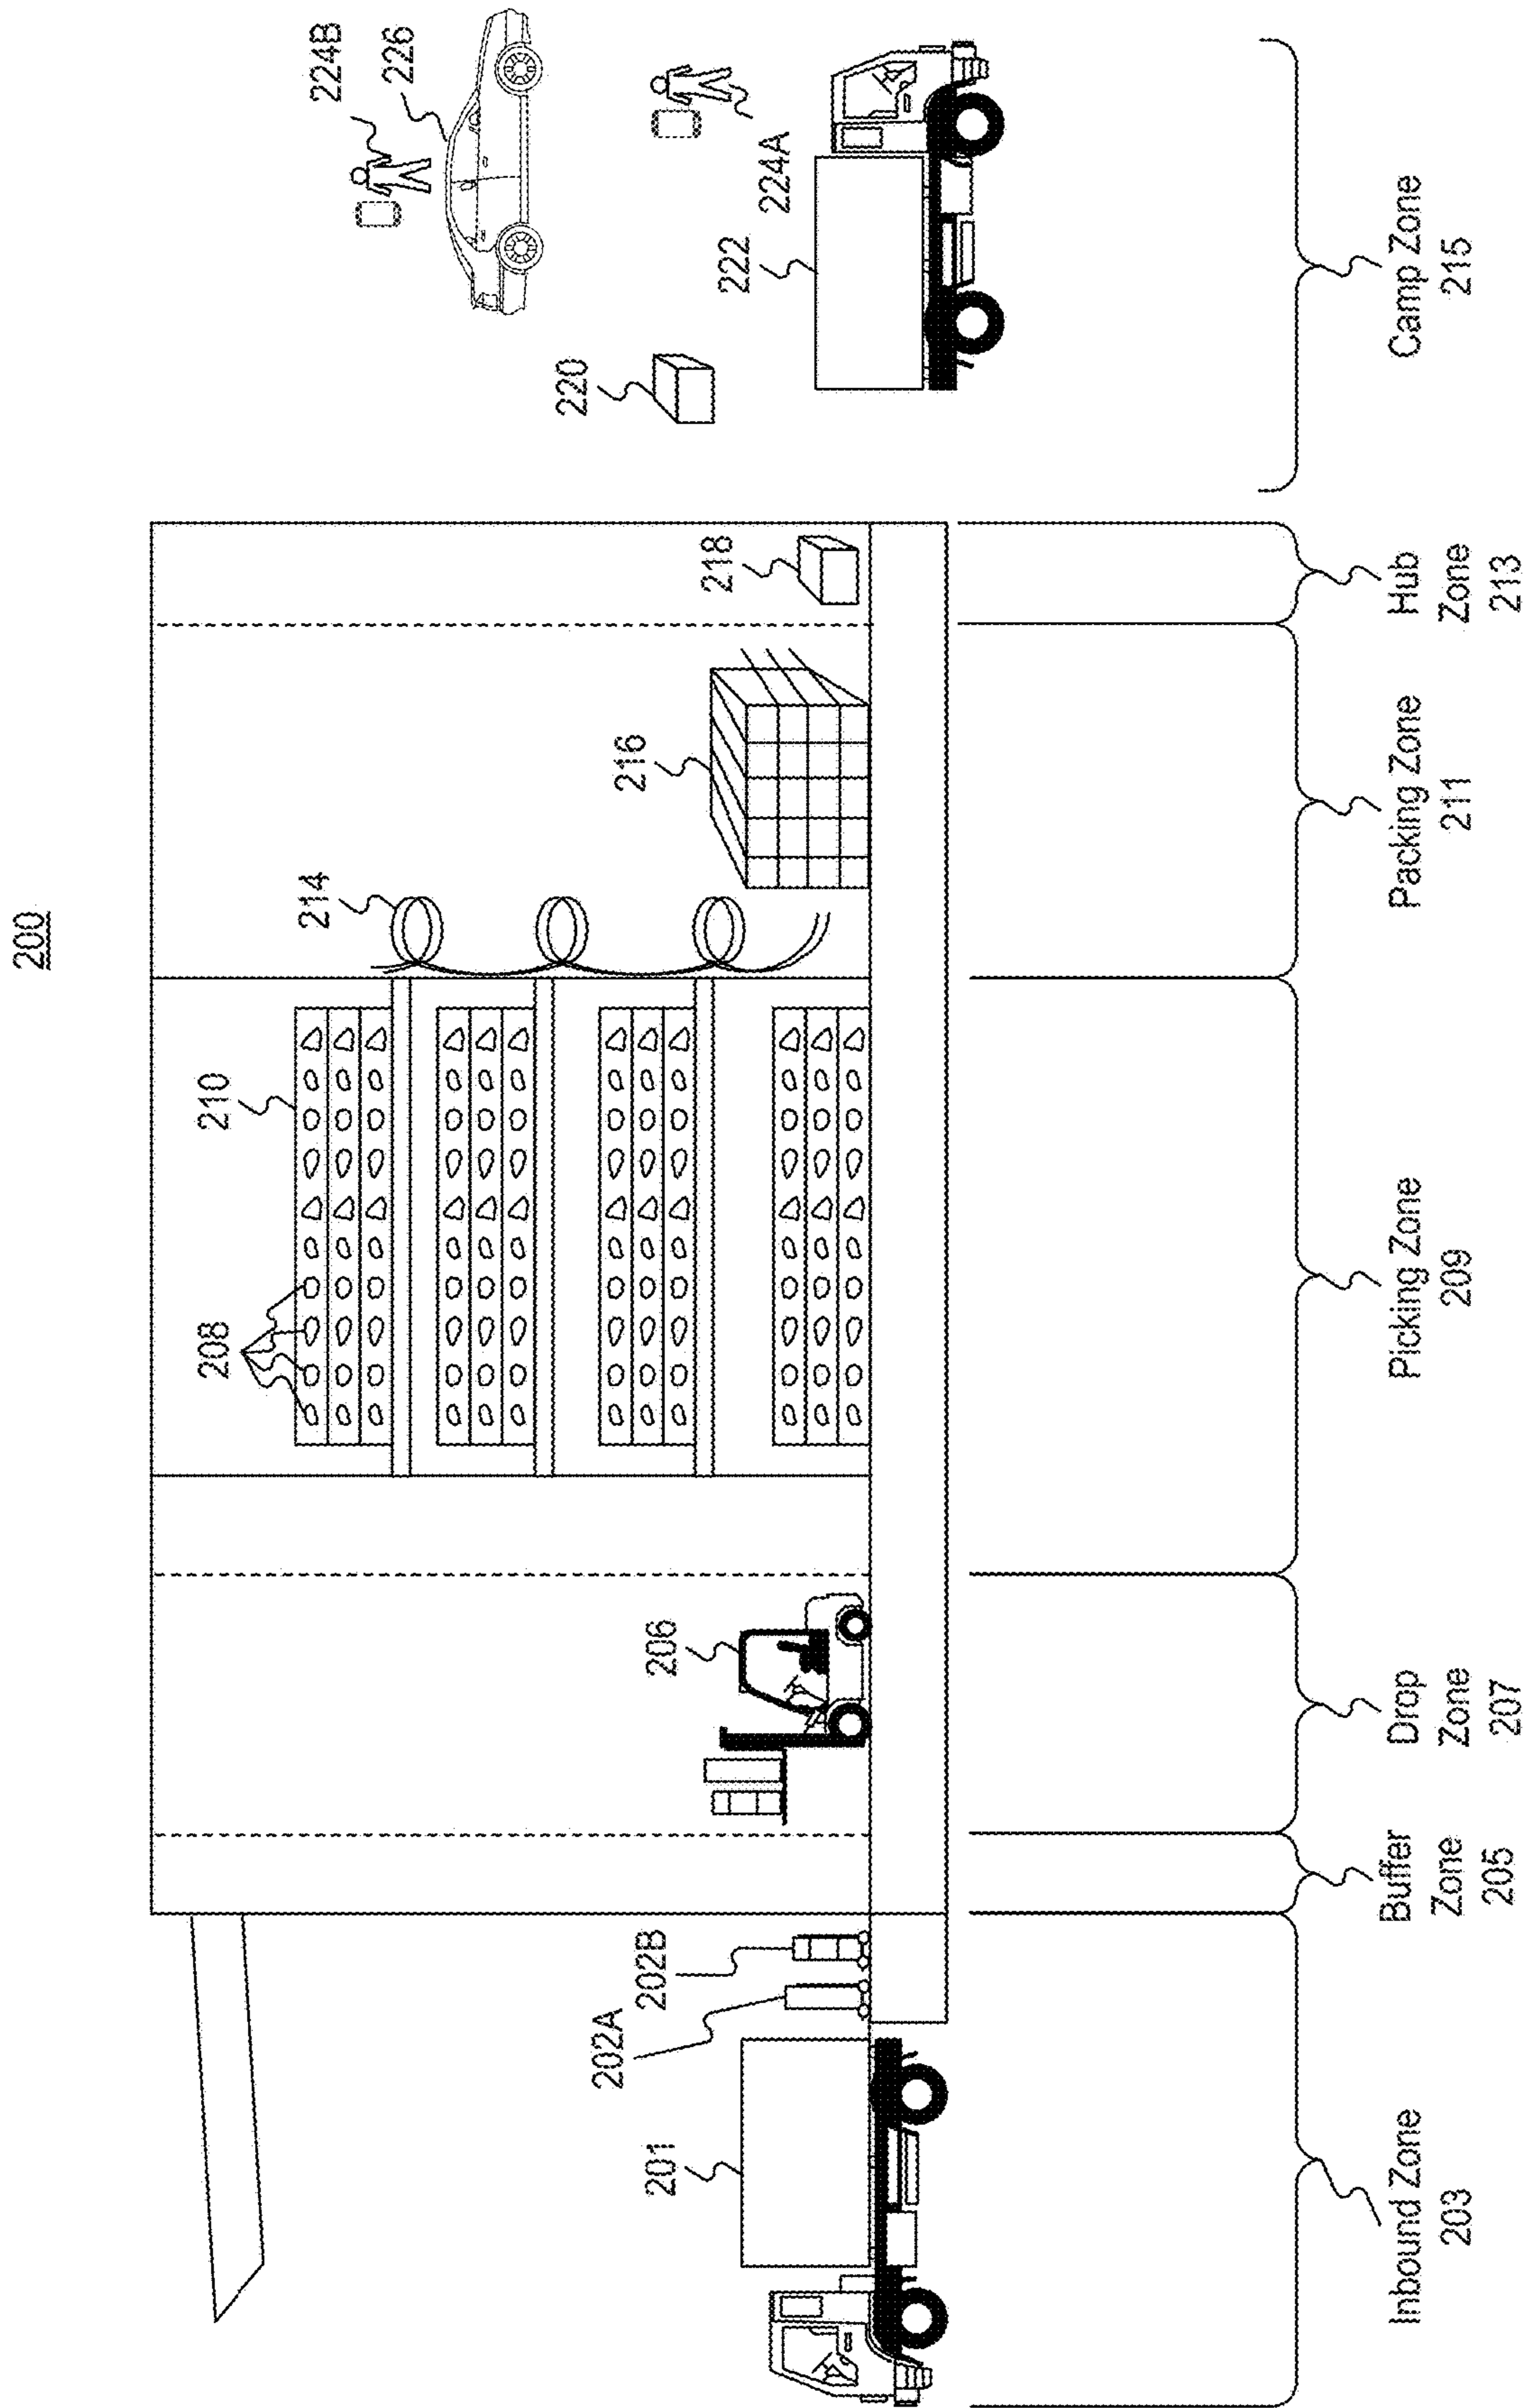 200
224B
226
224A
222
220
218
216
214
210
208
206
202B
202A
201
Inbound Zone
203
Buffer
Zone
205
Drop
Zone
207
Picking Zone
209
Packing Zone
211
Hub
Zone
213
Camp Zone
215